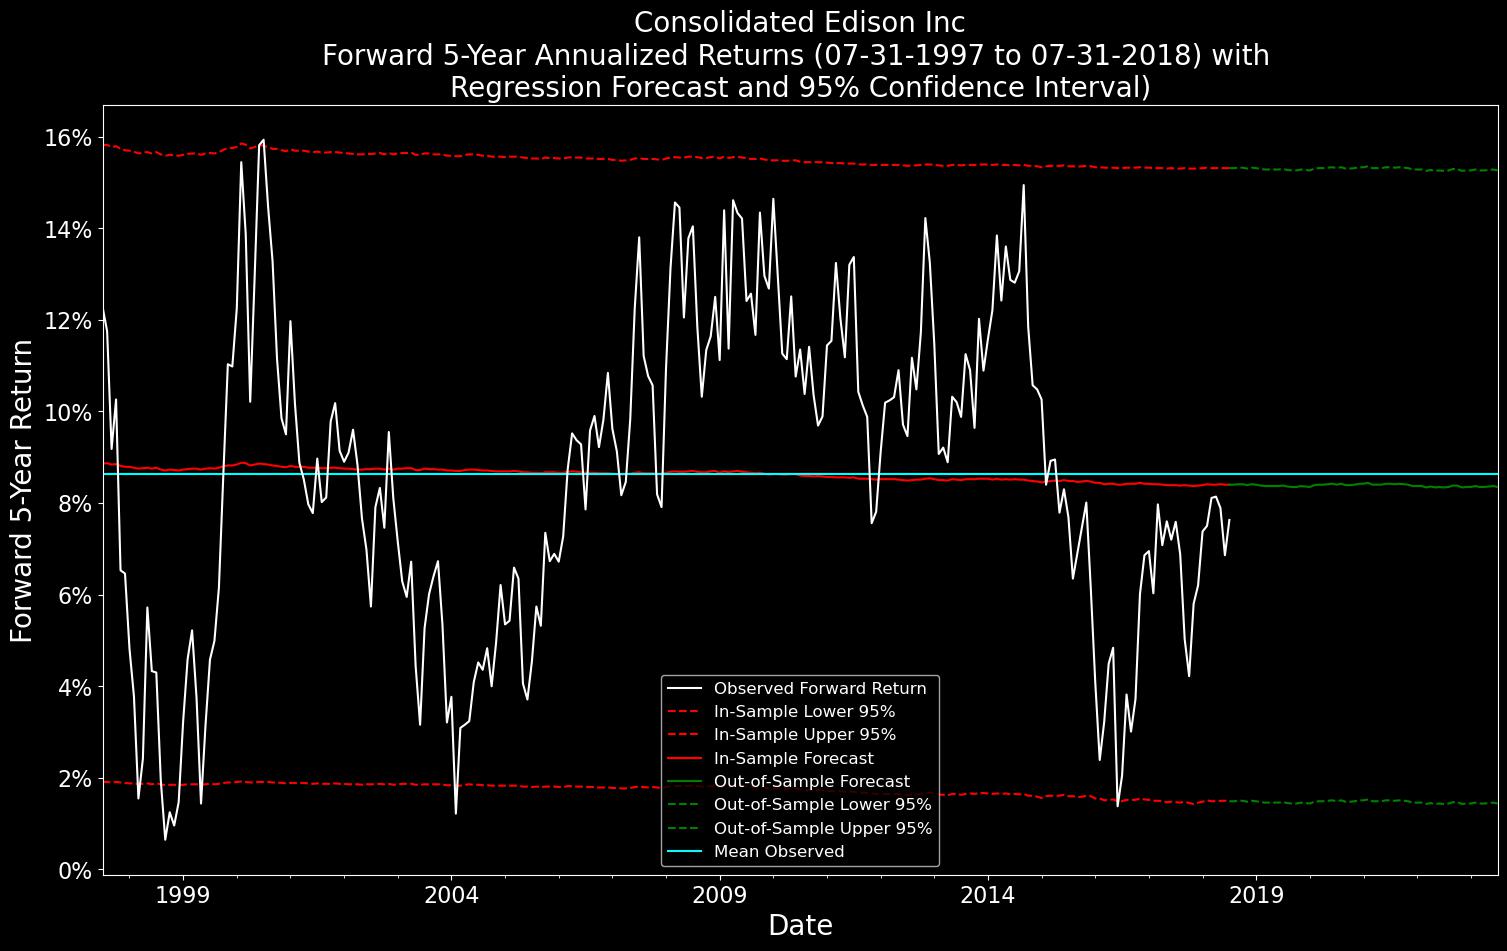 Consolidated Edison Inc
Forward 5-Year Annualized Returns (07-31-1997 to 07-31-2018) with
Regression Forecast and 95% Confidence Interval)
16%
14%
12%
10%
8%
6%
4%
2%
0%
Forward 5-Year Return
Observed Forward Return
In-Sample Lower 95%
In-Sample Upper 95%
In-Sample Forecast
Out-of-Sample Forecast
Out-of-Sample Lower 95%
Out-of-Sample Upper 95%
Mean Observed
1999 2004 2009 2014 2019
Date